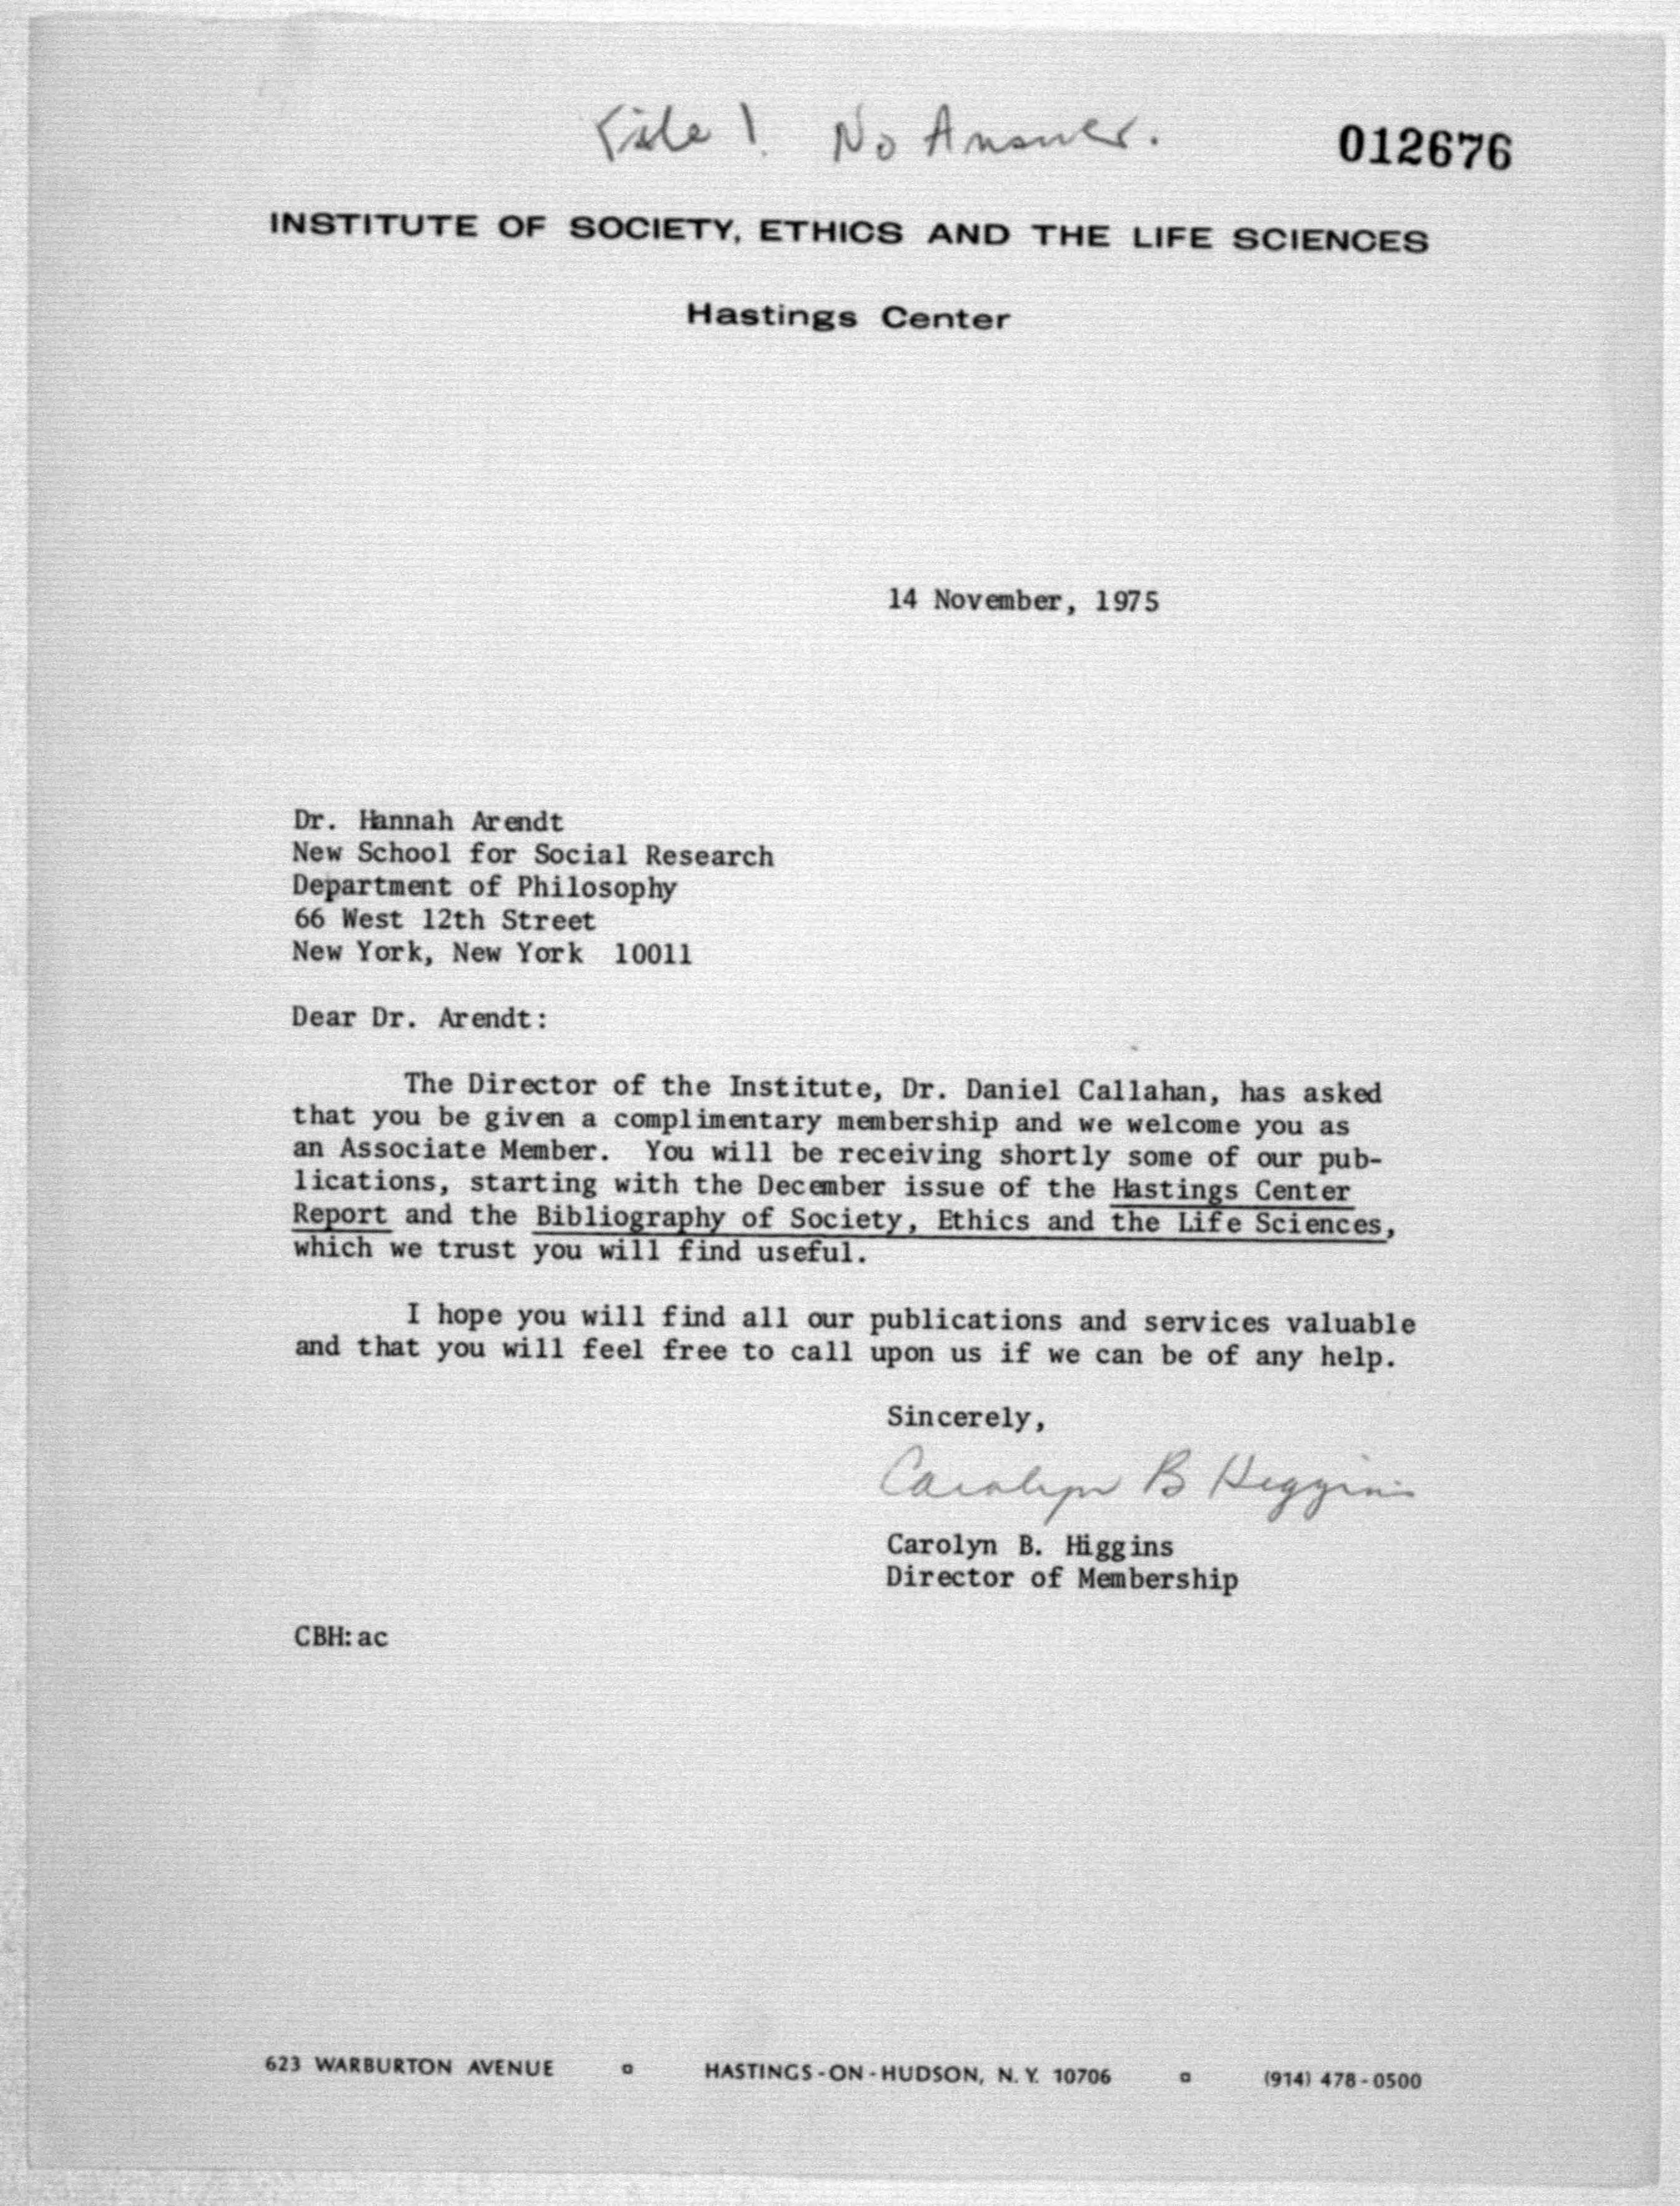 File! No Answer.
012676
INSTITUTE OF SOCIETY, ETHICS AND THE LIFE SCIENCES
Hastings Center
14 November, 1975
Dr. Hannah Arendt
New School for Social Research
Department of Philosophy
66 West 12th Street
New York, New York 10011
Dear Dr. Arendt:
The Director of the Institute, Dr. Daniel Callahan, has asked
that you be given a complimentary membership and we welcome you as
an Associate Member. You will be receiving shortly some of our pub-
lications, starting with the December issue of the Hastings Center
Report and the Bibliography of Society, Ethics and the Life Sciences,
which we trust you will find useful.
I hope you will find all our publications and services valuable
and that you will feel free to call upon us if we can be of any help.
Sincerely,
Carolyn B Higgins
Carolyn B. Higgins
Director of Membership
CBH:ac
623 WARBURTON AVENUE ▫ HASTINGS-ON-HUDSON, N.Y. 10706 ▫ (914) 478-0500